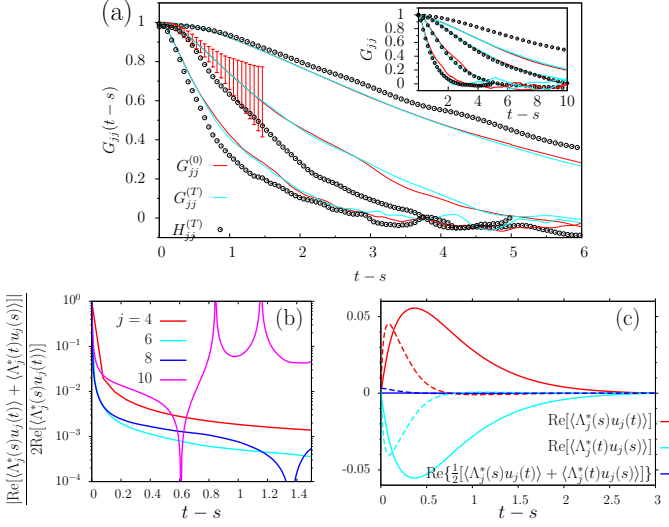 (a)
1
0.8
0.6
0.4
0.2
0
G_{jj}(t − s)
G_{jj}^{(0)}
G_{jj}^{(T)}
H_{jj}^{(T)}
0 1 2 3 4 5 6
t − s
1
0.8
0.6
0.4
0.2
0
G_{jj}
2 4 6 8 10
t − s
|Re[⟨Λ_j^*(s)u_j(t)⟩ + ⟨Λ_j^*(t)u_j(s)⟩]|
2Re[⟨Λ_j^*(s)u_j(t)⟩]
10^0
10^{−1}
10^{−2}
10^{−3}
10^{−4}
(b)
j = 4
6
8
10
0 0.2 0.4 0.6 0.8 1 1.2 1.4
t − s
0.05
0
-0.05
(c)
Re[⟨Λ_j^*(s)u_j(t)⟩]
Re[⟨Λ_j^*(t)u_j(s)⟩]
Re{½[⟨Λ_j^*(s)u_j(t)⟩ + ⟨Λ_j^*(t)u_j(s)⟩]}
0 0.5 1 1.5 2 2.5 3
t − s